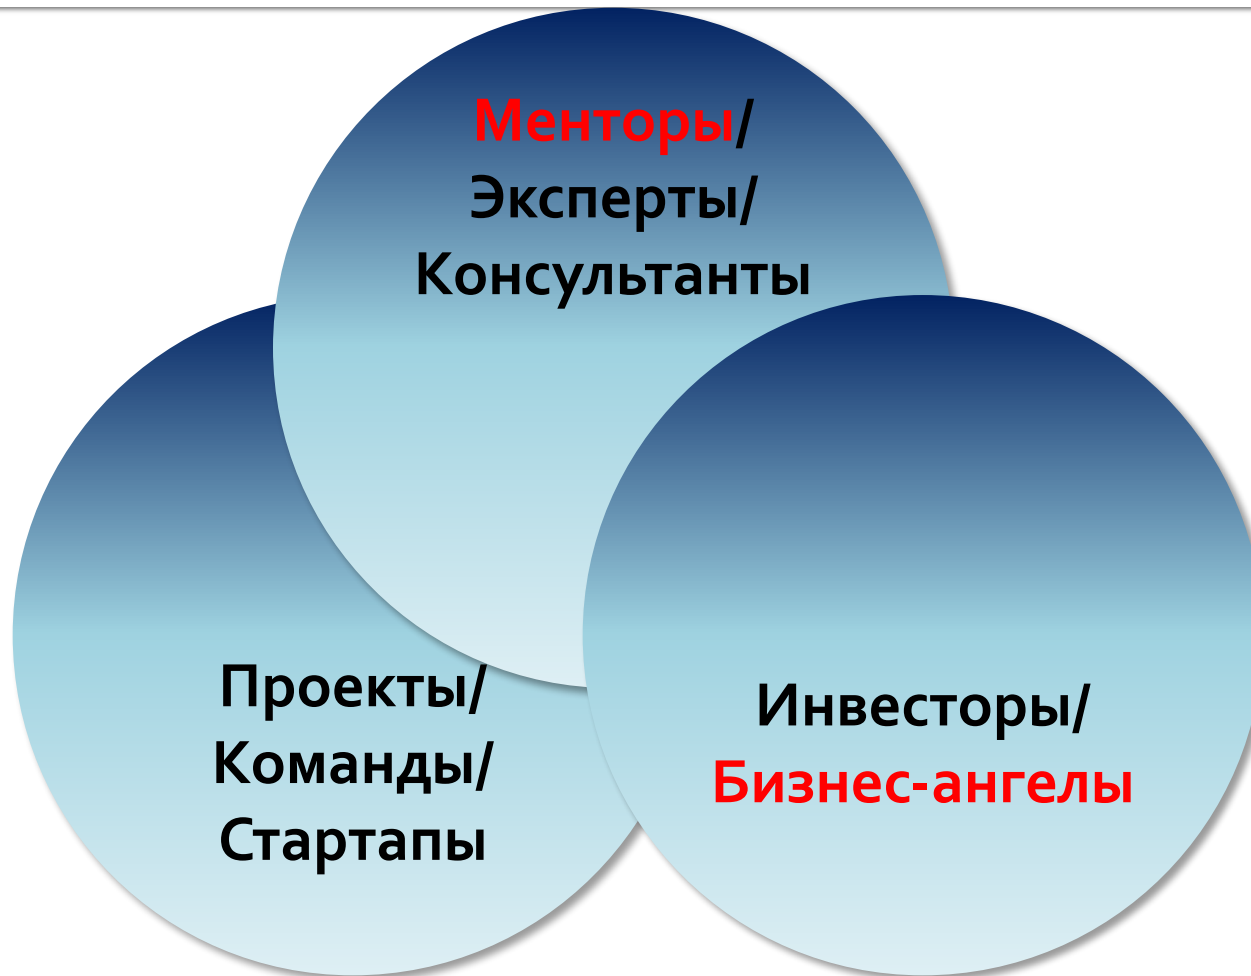 Менторы/
Эксперты/
Консультанты
Проекты/
Команды/
Стартапы
Инвесторы/
Бизнес-ангелы